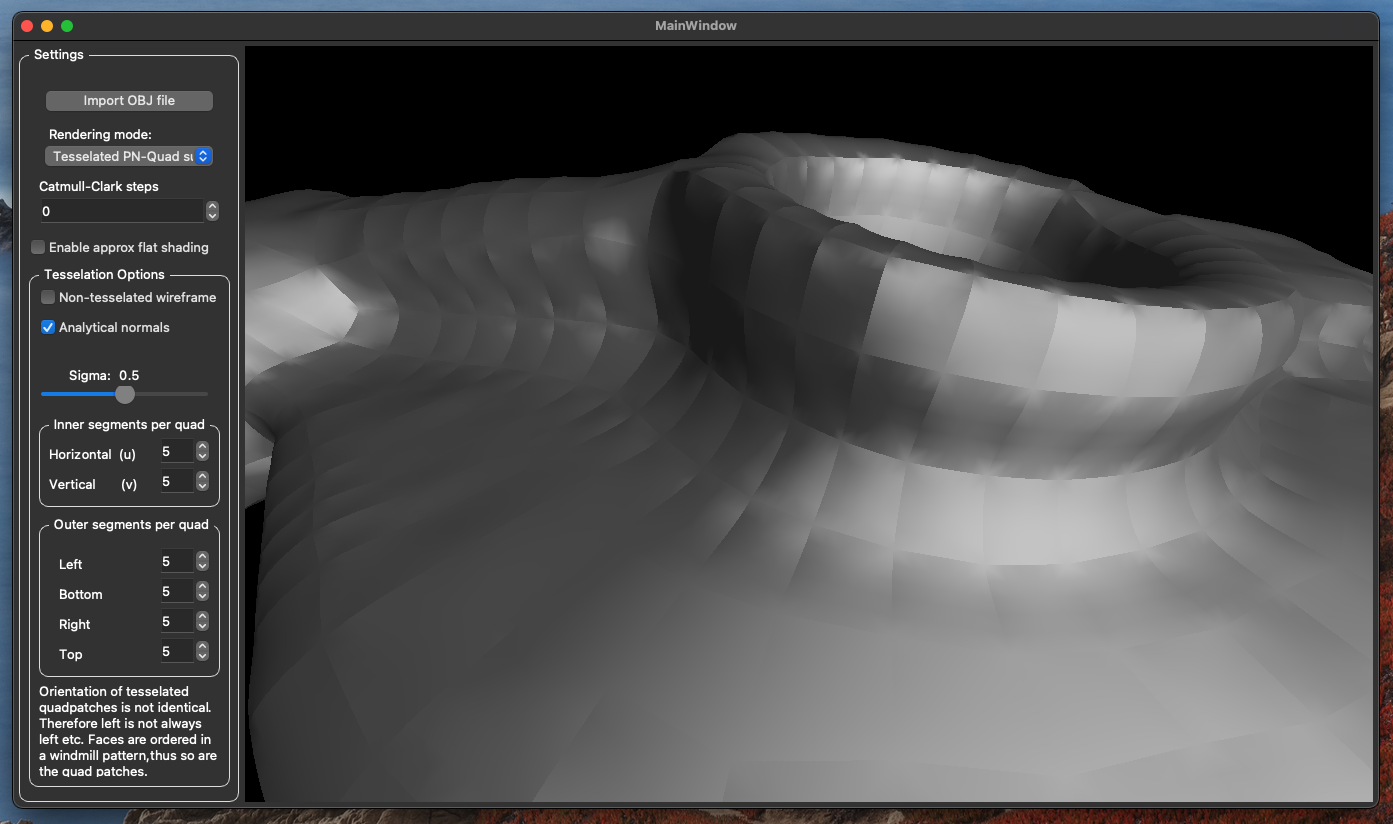 MainWindow
Settings
Import OBJ file
Rendering mode:
Tesselated PN-Quad su
Catmull-Clark steps
0
Enable approx flat shading
Tesselation Options
Non-tesselated wireframe
Analytical normals
Sigma: 0.5
Inner segments per quad
Horizontal (u) 5
Vertical (v) 5
Outer segments per quad
Left 5
Bottom 5
Right 5
Top 5
Orientation of tesselated
quadpatches is not identical.
Therefore left is not always
left etc. Faces are ordered in
a windmill pattern,thus so are
the quad patches.